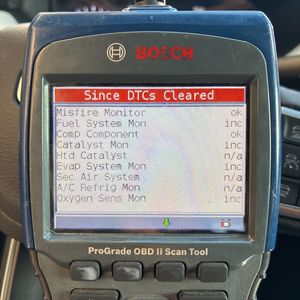 BOSCH
Since DTCs Cleared
Misfire Monitor ok
Fuel System Mon inc
Comp Component ok
Catalyst Mon inc
Htd Catalyst n/a
Evap System Mon inc
Sec Air System n/a
A/C Refrig Mon n/a
Oxygen Sens Mon inc
ProGrade OBD II Scan Tool